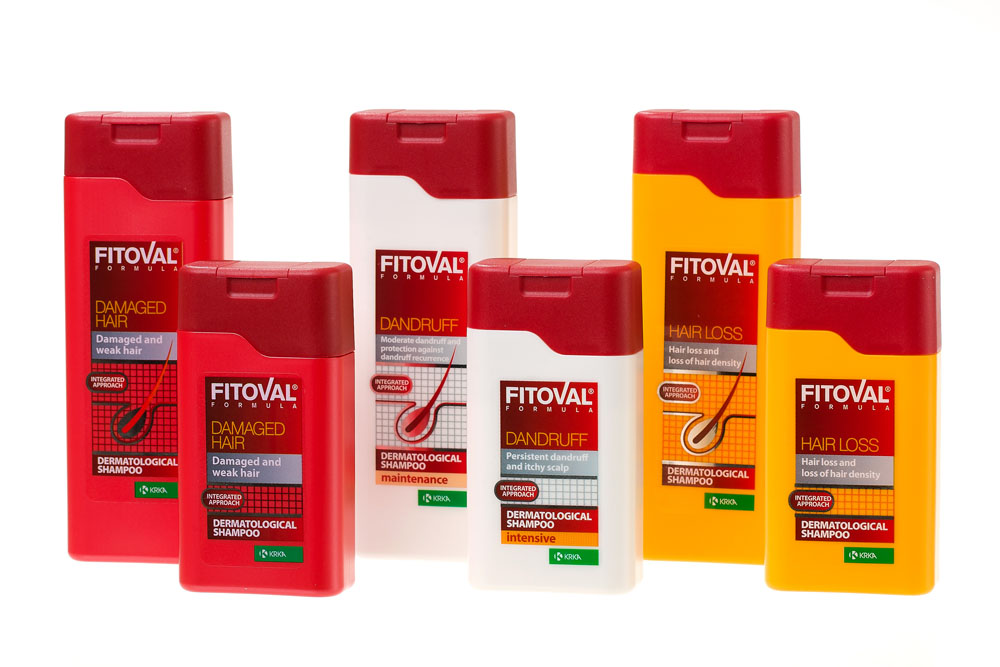 FITOVAL®
FORMULA
DAMAGED
HAIR
Damaged and
weak hair
INTEGRATED
APPROACH
DERMATOLOGICAL
SHAMPOO
KRKA
FITOVAL®
FORMULA
DAMAGED
HAIR
Damaged and
weak hair
INTEGRATED
APPROACH
DERMATOLOGICAL
SHAMPOO
KRKA
FITOVAL®
FORMULA
DANDRUFF
Moderate dandruff and
protection against
dandruff recurrence
INTEGRATED
APPROACH
DERMATOLOGICAL
SHAMPOO
maintenance
KRKA
FITOVAL®
FORMULA
DANDRUFF
Persistent dandruff
and itchy scalp
INTEGRATED
APPROACH
DERMATOLOGICAL
SHAMPOO
intensive
KRKA
FITOVAL®
FORMULA
HAIR LOSS
Hair loss and
loss of hair density
INTEGRATED
APPROACH
DERMATOLOGICAL
SHAMPOO
KRKA
FITOVAL®
FORMULA
HAIR LOSS
Hair loss and
loss of hair density
INTEGRATED
APPROACH
DERMATOLOGICAL
SHAMPOO
KRKA